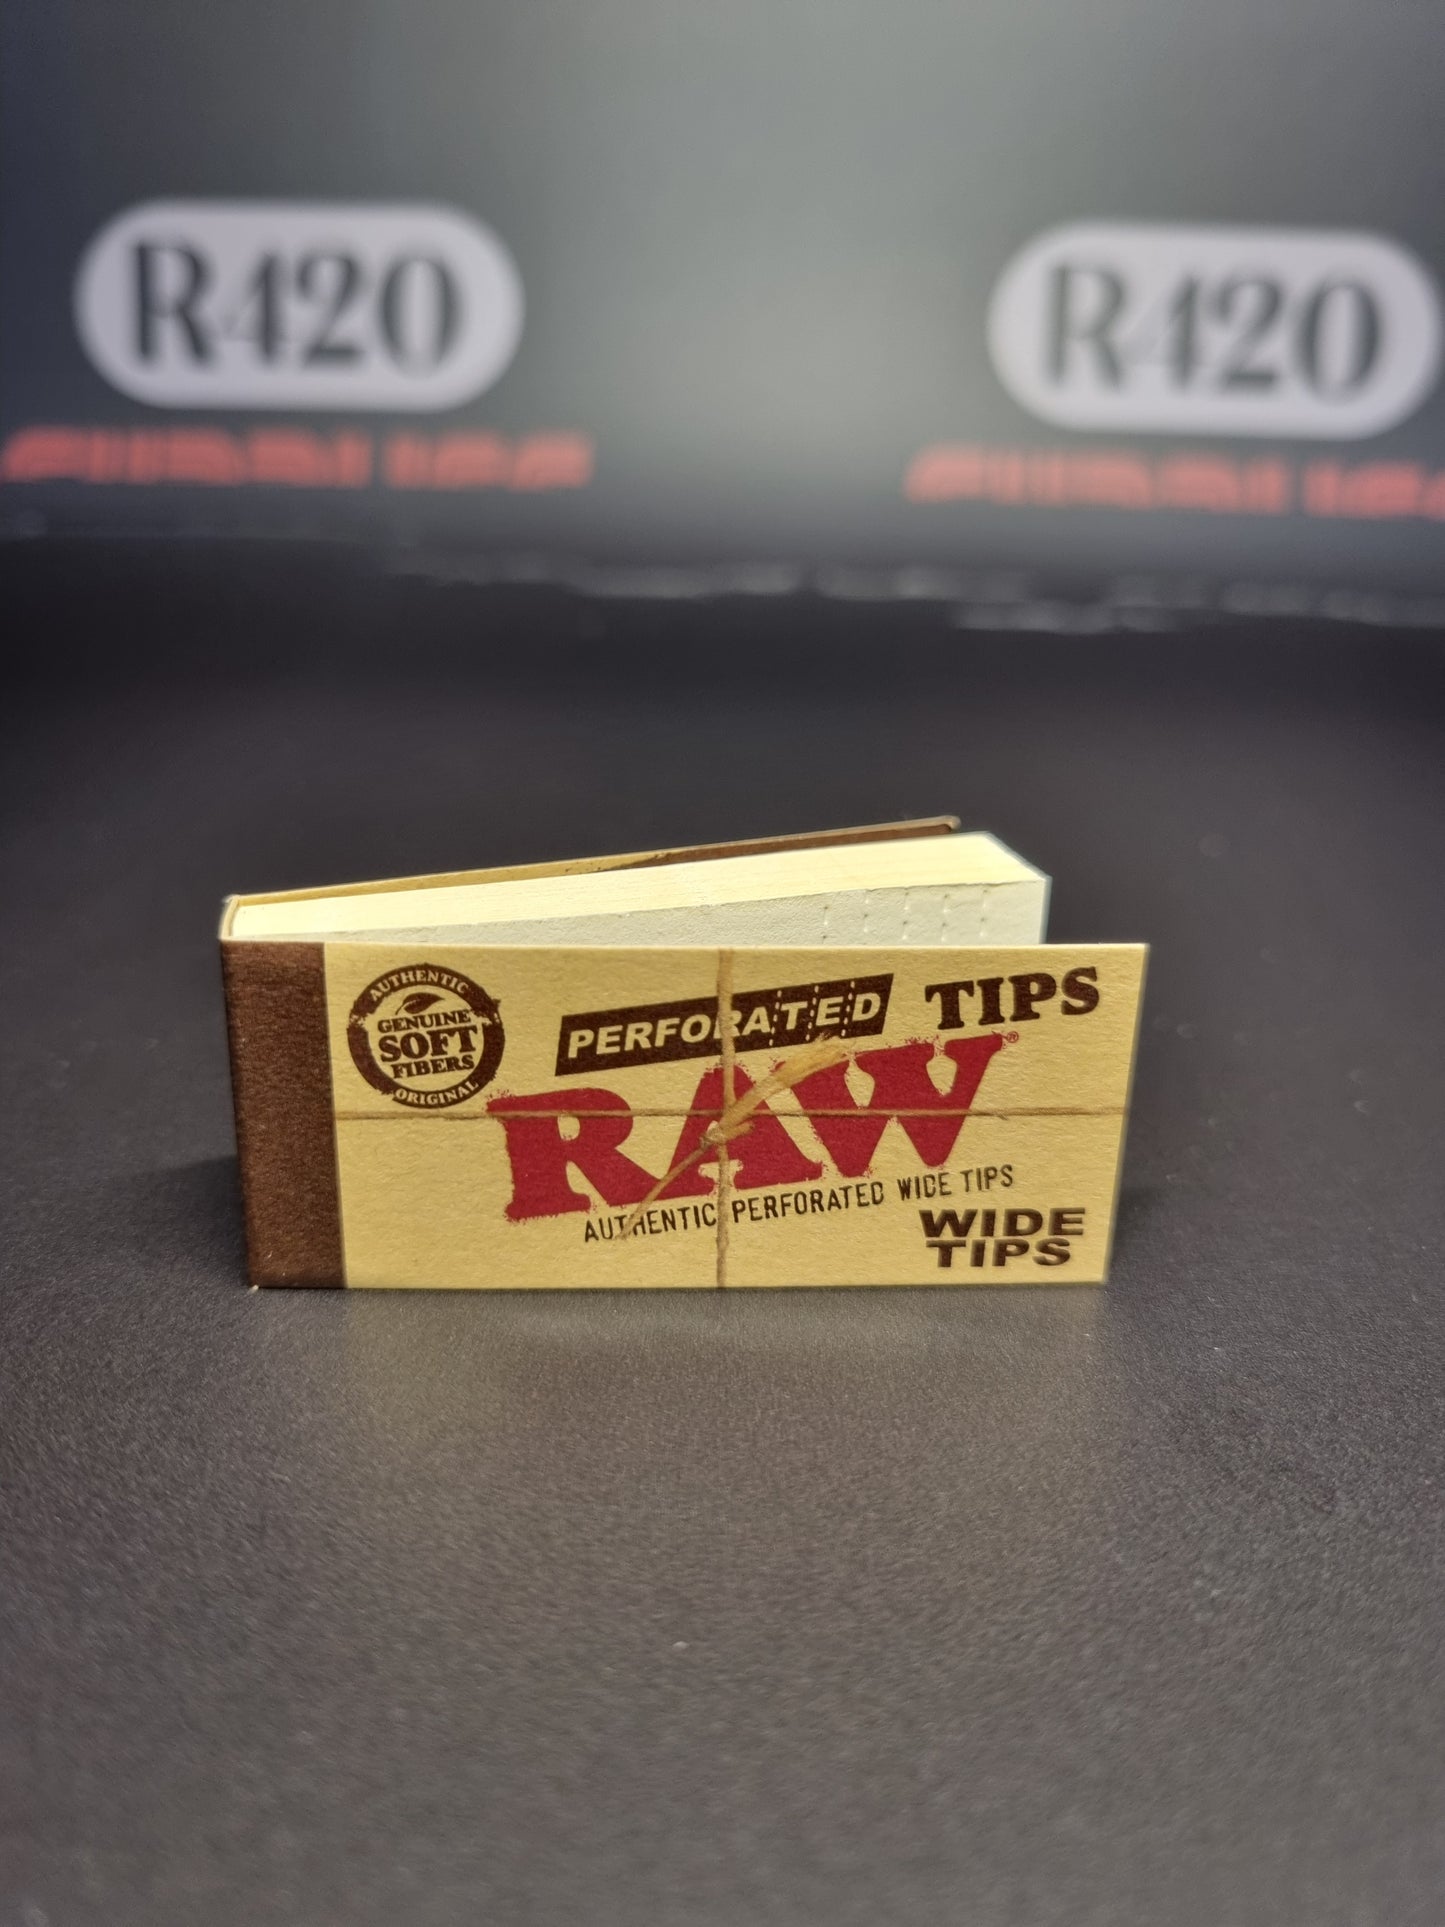 R420
R420
AUTHENTIC
GENUINE
SOFT
FIBERS
ORIGINAL
PERFORATED TIPS
RAW®
AUTHENTIC PERFORATED WIDE TIPS
WIDE
TIPS